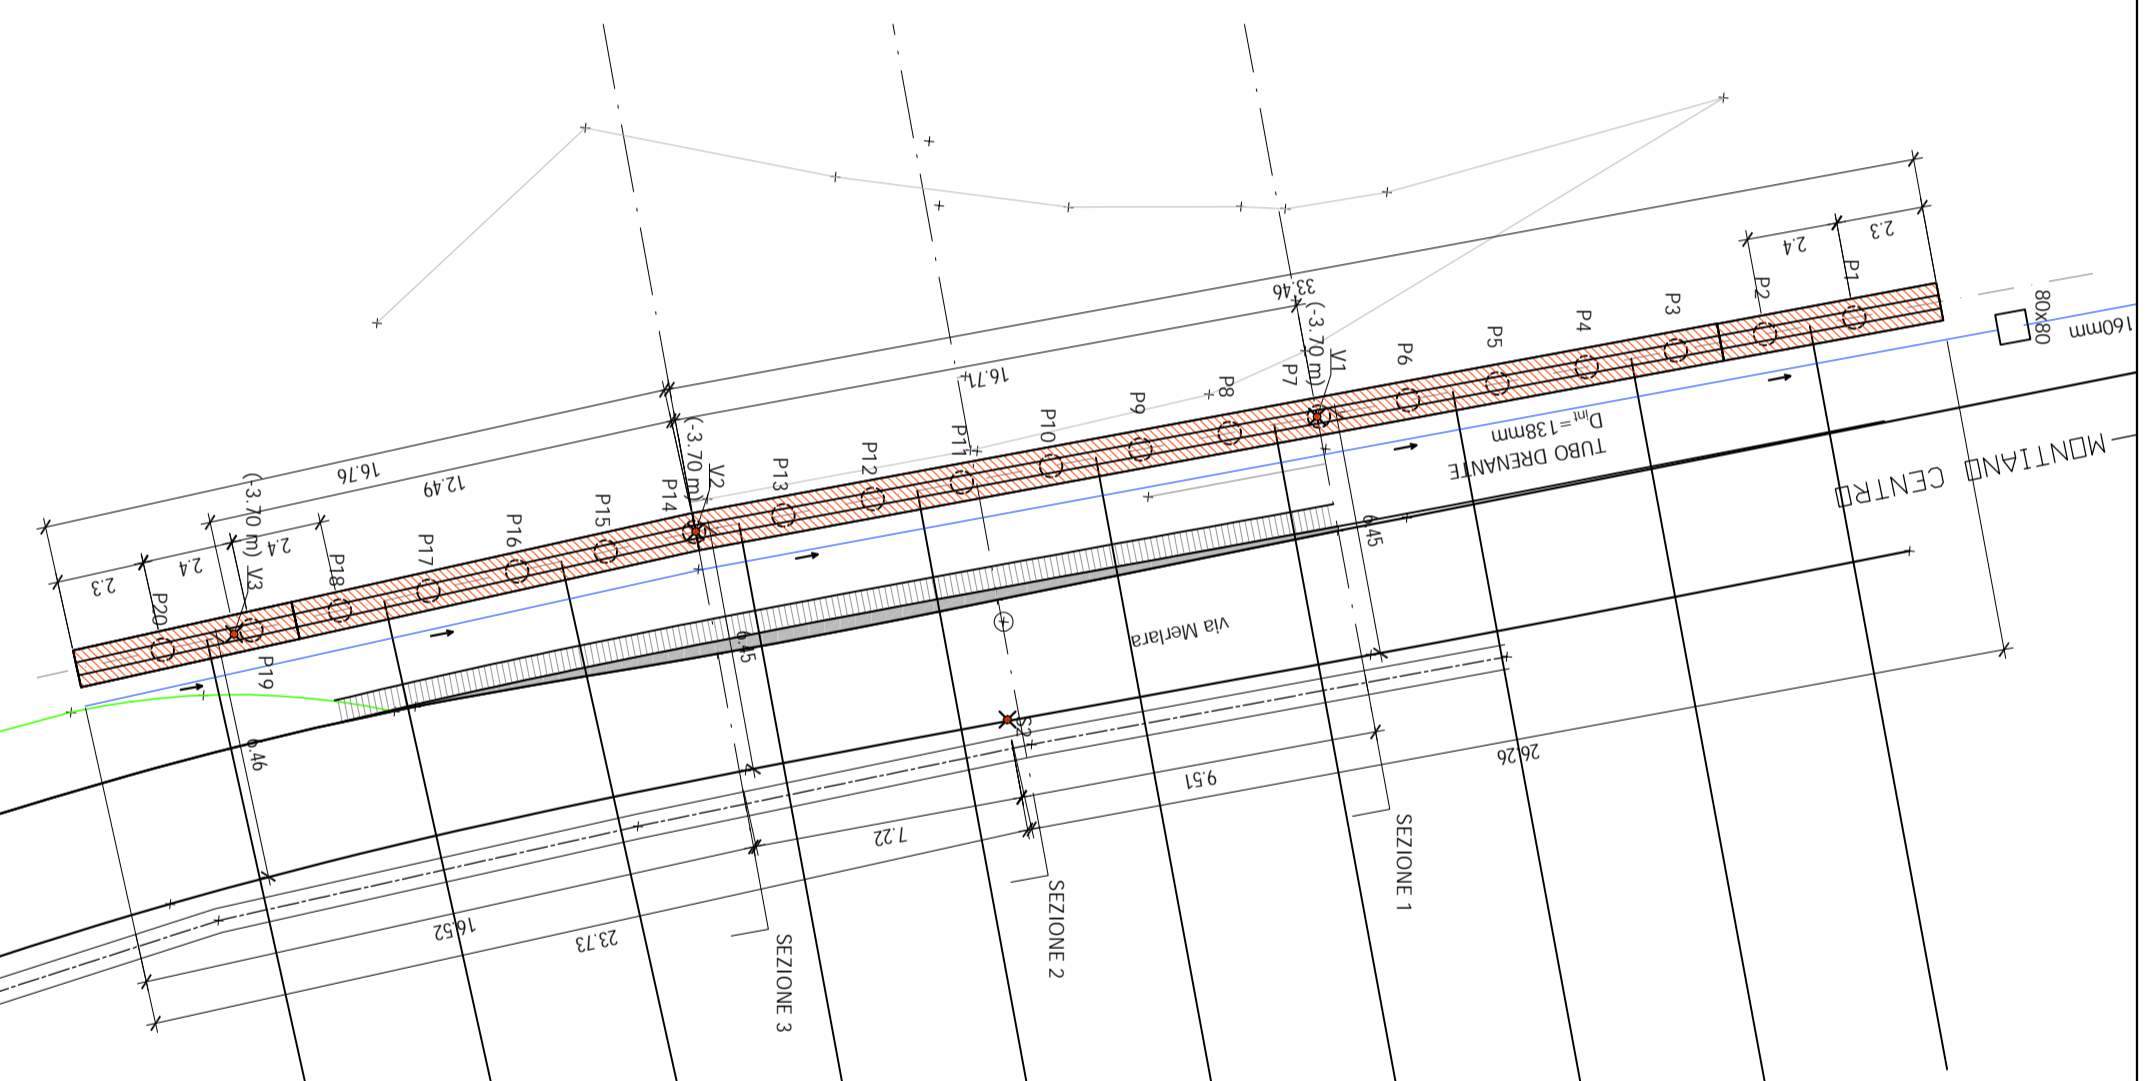 33.46
16.71
16.76
12.49
2.3
2.4
2.4
2.3
2.4
(-3.70 m)
V1
(-3.70 m)
V2
(-3.70 m)
V3
P1
P2
P3
P4
P5
P6
P7
P8
P9
P10
P11
P12
P13
P14
P15
P16
P17
P18
P19
P20
80x80
160mm
TUBO DRENANTE
Dint=138mm
MONTIANO CENTRO
via Merlara
6.45
6.45
6.46
S2
9.51
26.26
7.22
16.52
23.73
SEZIONE 1
SEZIONE 2
SEZIONE 3